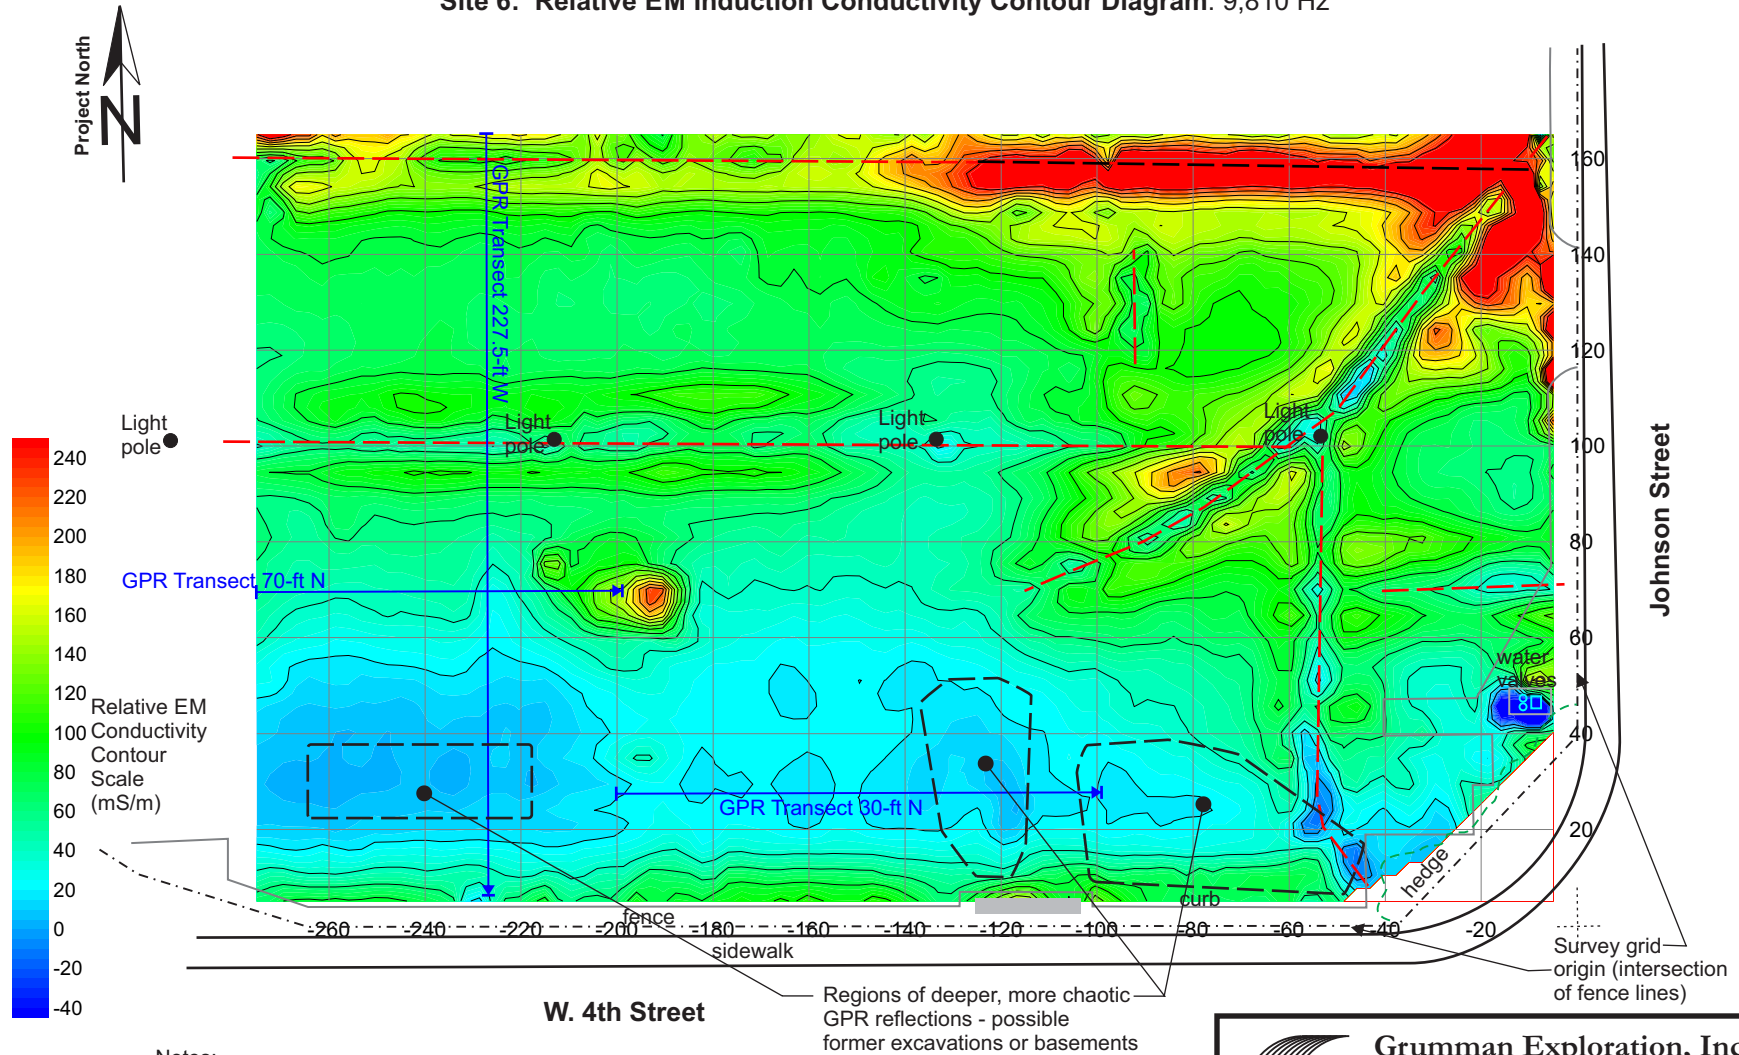 Site 6: Relative EM Induction Conductivity Contour Diagram: 9,810 Hz
Project North
N
160
140
120
100
80
60
40
20
GPR Transect 227.5-ft W
Light
pole
Light
pole
Light
pole
Light
pole
GPR Transect 70-ft N
GPR Transect 30-ft N
Johnson Street
water
valves
8
240
220
200
180
160
140
120
100
80
60
40
20
0
-20
-40
Relative EM
Conductivity
Contour
Scale
(mS/m)
hedge
curb
fence
-260
-240
-220
-200
-180
-160
-140
-120
-100
-80
-60
-40
-20
sidewalk
W. 4th Street
Survey grid
origin (intersection
of fence lines)
Regions of deeper, more chaotic
GPR reflections - possible
former excavations or basements
Notes:
Grumman Exploration, Inc